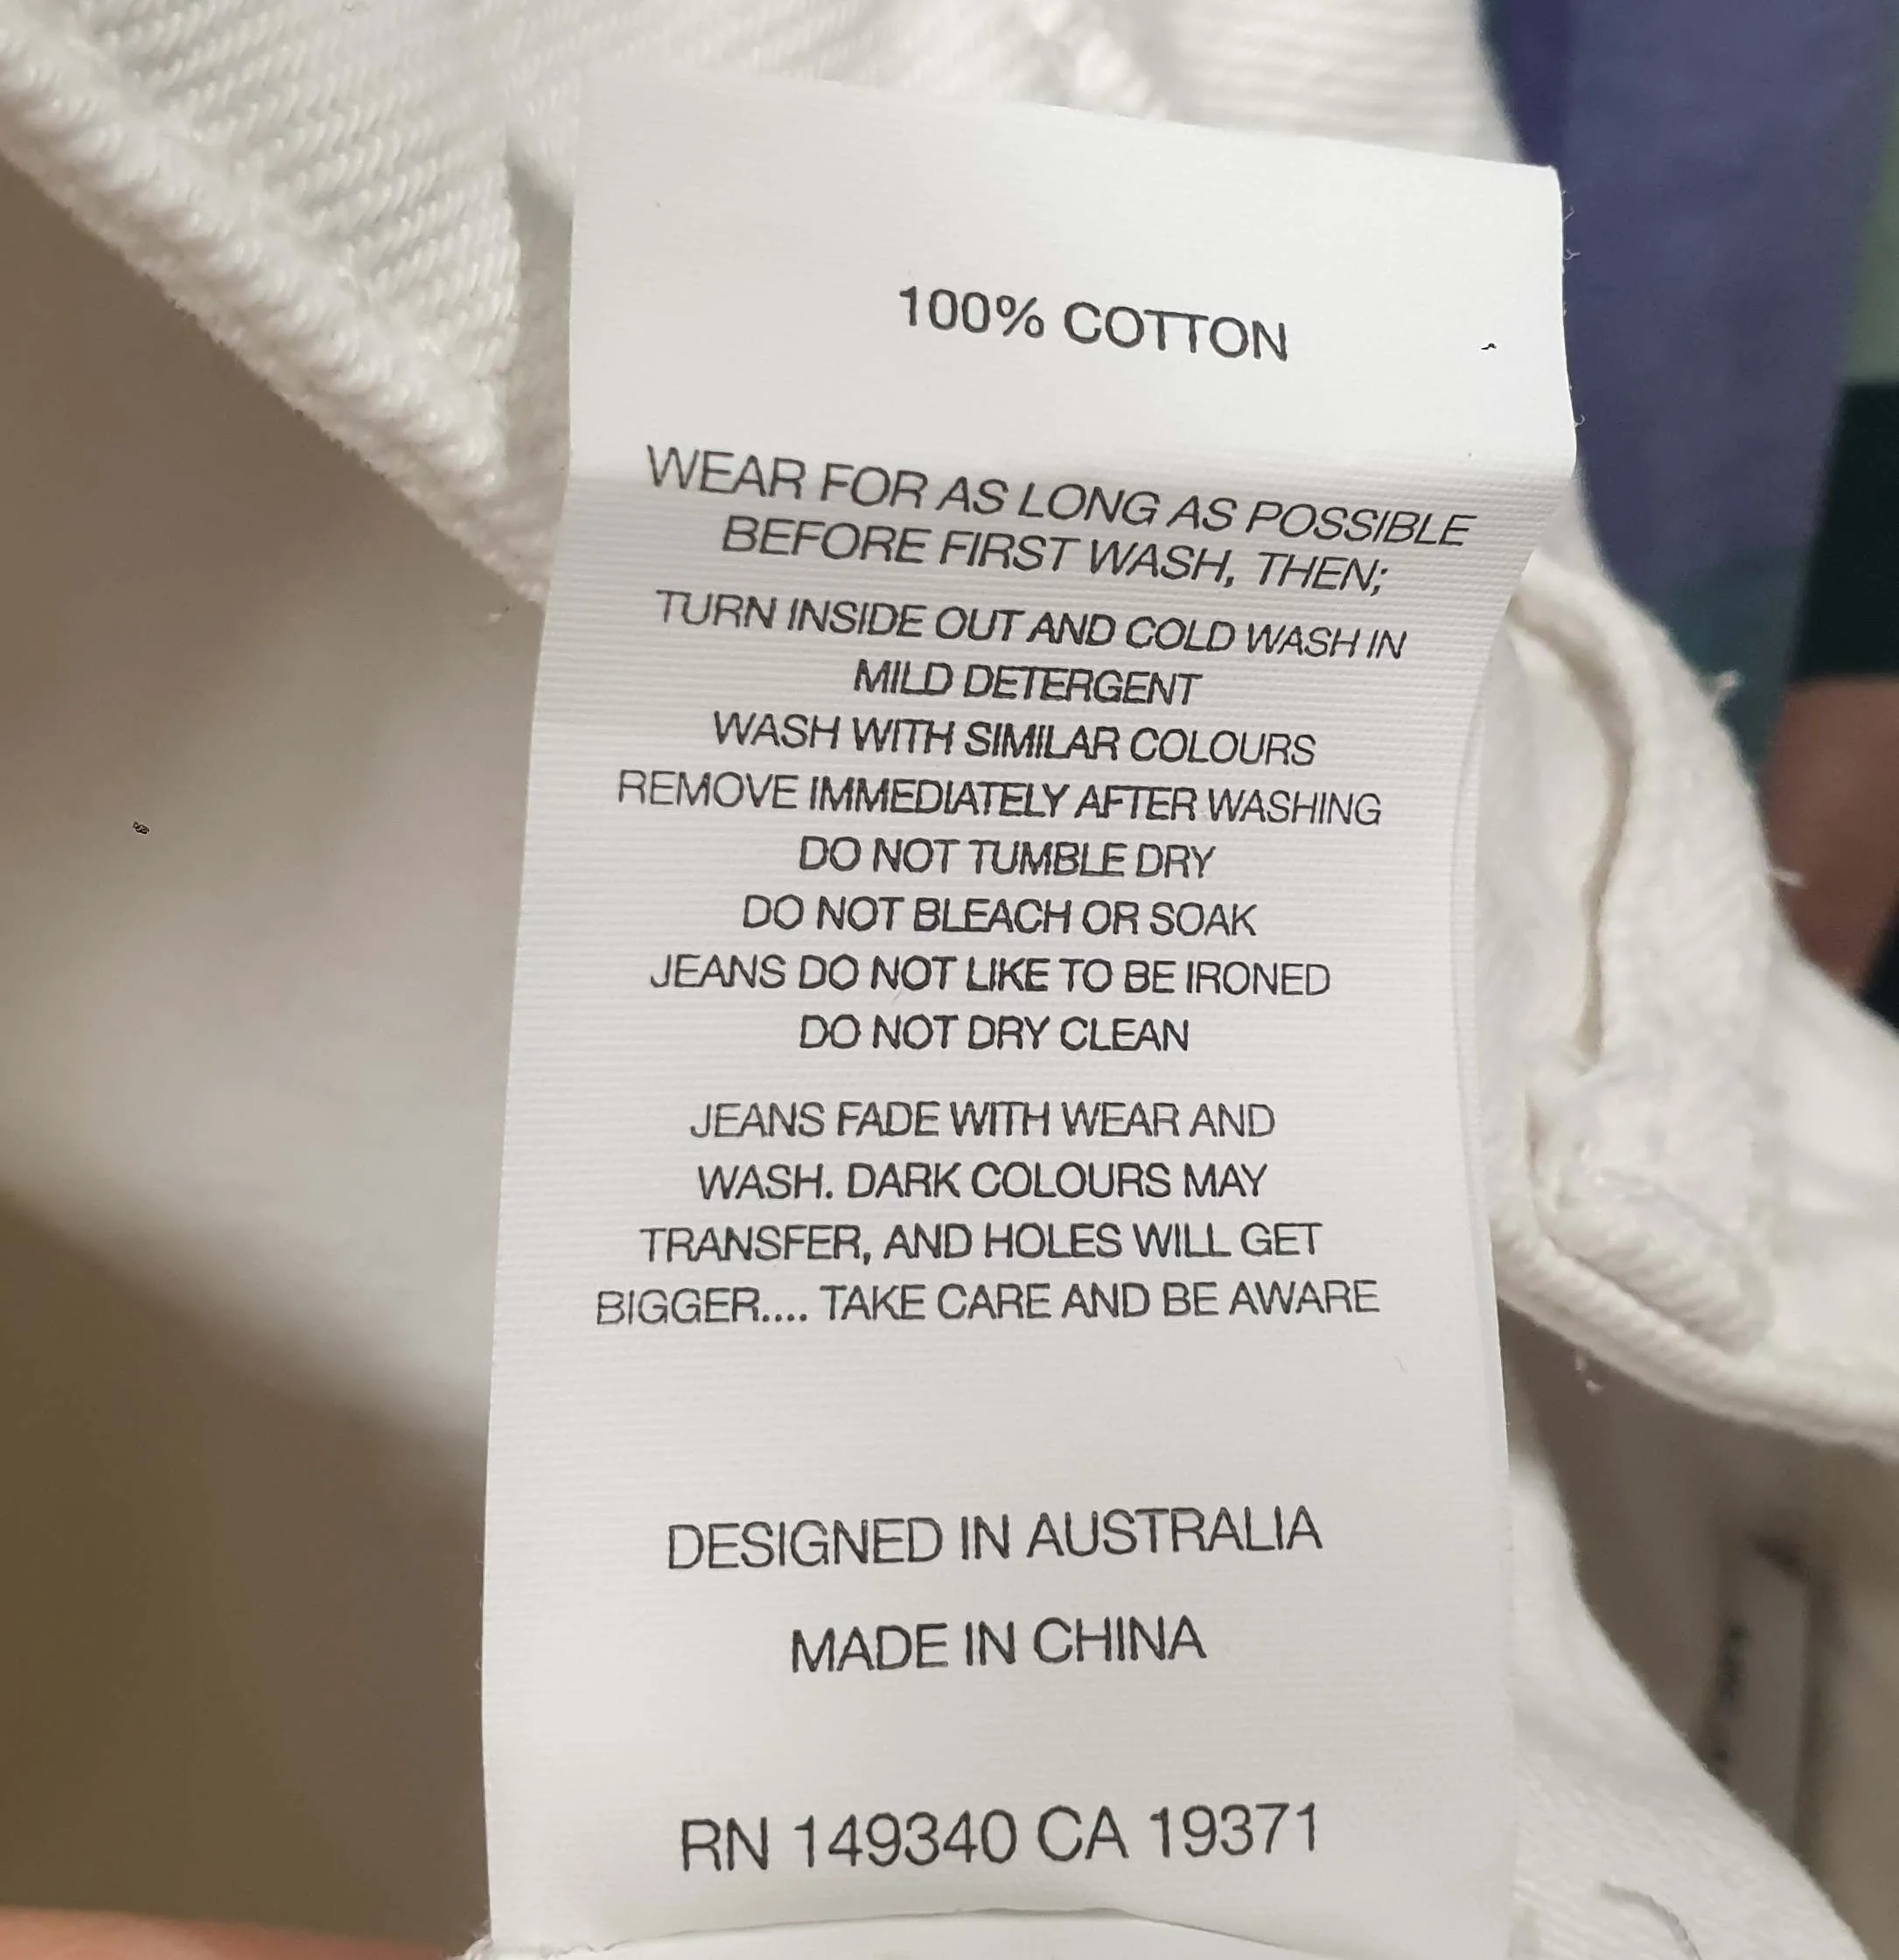 100% COTTON
WEAR FOR AS LONG AS POSSIBLE
BEFORE FIRST WASH, THEN;
TURN INSIDE OUT AND COLD WASH IN
MILD DETERGENT
WASH WITH SIMILAR COLOURS
REMOVE IMMEDIATELY AFTER WASHING
DO NOT TUMBLE DRY
DO NOT BLEACH OR SOAK
JEANS DO NOT LIKE TO BE IRONED
DO NOT DRY CLEAN
JEANS FADE WITH WEAR AND
WASH. DARK COLOURS MAY
TRANSFER, AND HOLES WILL GET
BIGGER.... TAKE CARE AND BE AWARE
DESIGNED IN AUSTRALIA
MADE IN CHINA
RN 149340 CA 19371